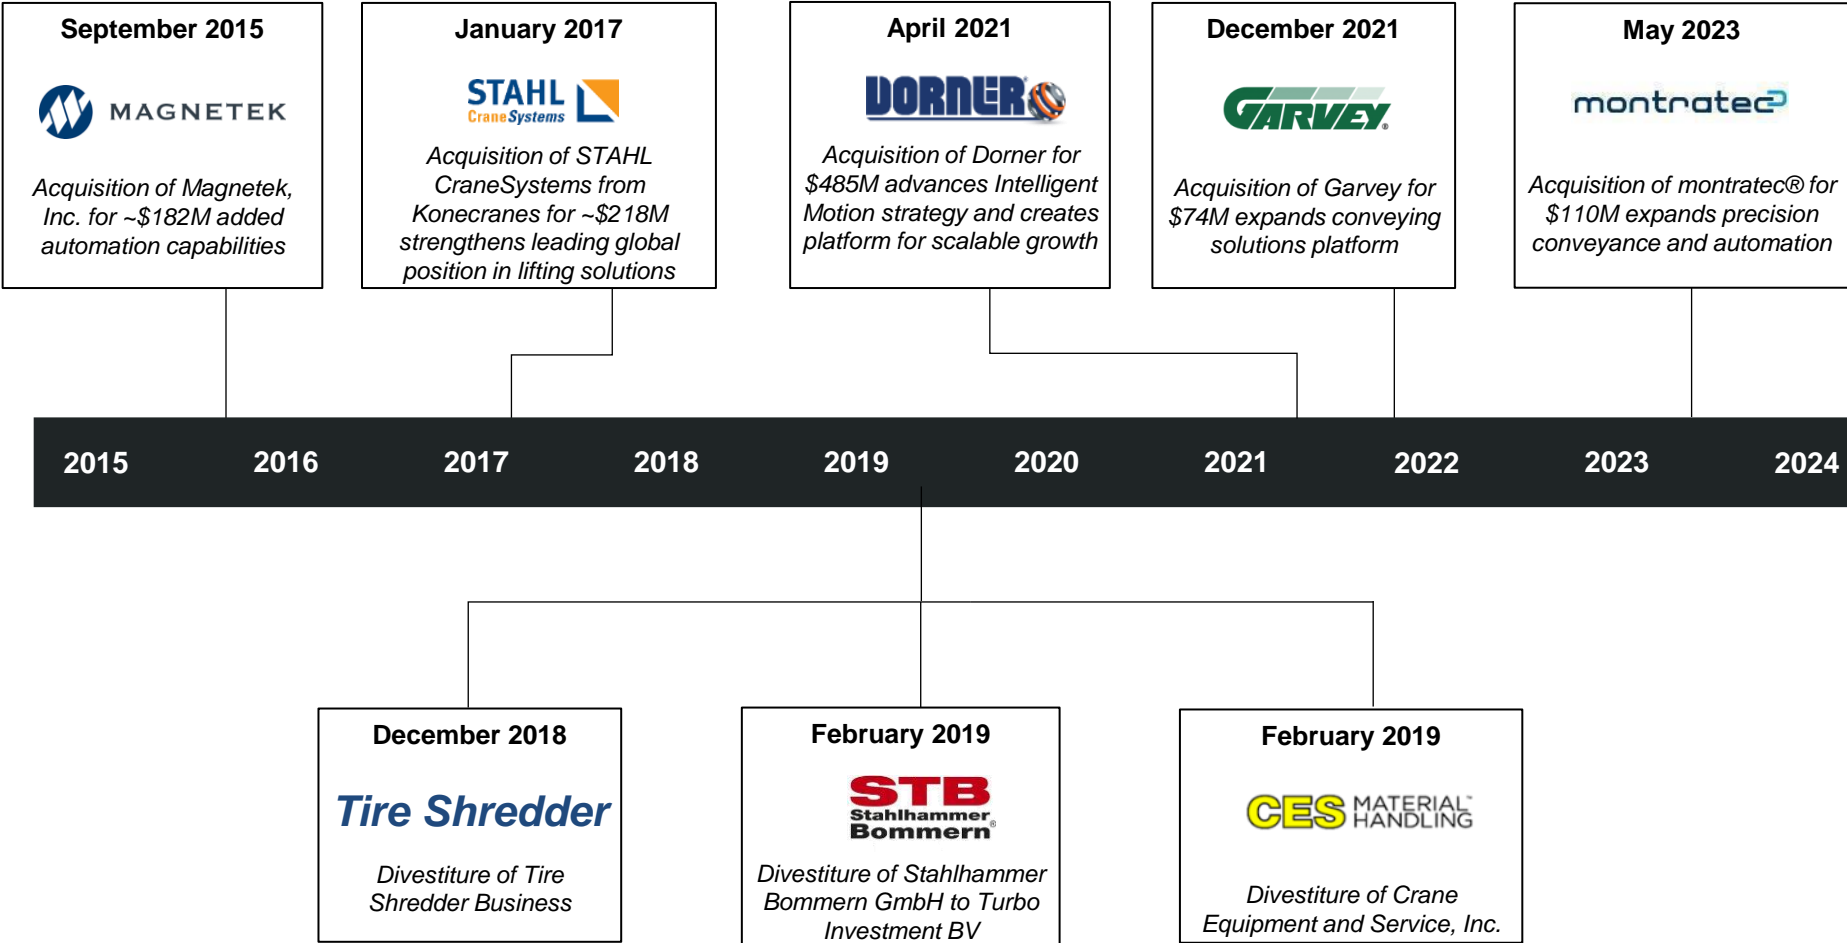 September 2015
MAGNETEK
Acquisition of Magnetek,
Inc. for ~$182M added
automation capabilities
January 2017
STAHL
CraneSystems
Acquisition of STAHL
CraneSystems from
Konecranes for ~$218M
strengthens leading global
position in lifting solutions
April 2021
DORNER
Acquisition of Dorner for
$485M advances Intelligent
Motion strategy and creates
platform for scalable growth
December 2021
GARVEY®
Acquisition of Garvey for
$74M expands conveying
solutions platform
May 2023
montratec
Acquisition of montratec® for
$110M expands precision
conveyance and automation
2015 2016 2017 2018 2019 2020 2021 2022 2023 2024
December 2018
Tire Shredder
Divestiture of Tire
Shredder Business
February 2019
STB
Stahlhammer
Bommern®
Divestiture of Stahlhammer
Bommern GmbH to Turbo
Investment BV
February 2019
CES MATERIAL™
HANDLING
Divestiture of Crane
Equipment and Service, Inc.